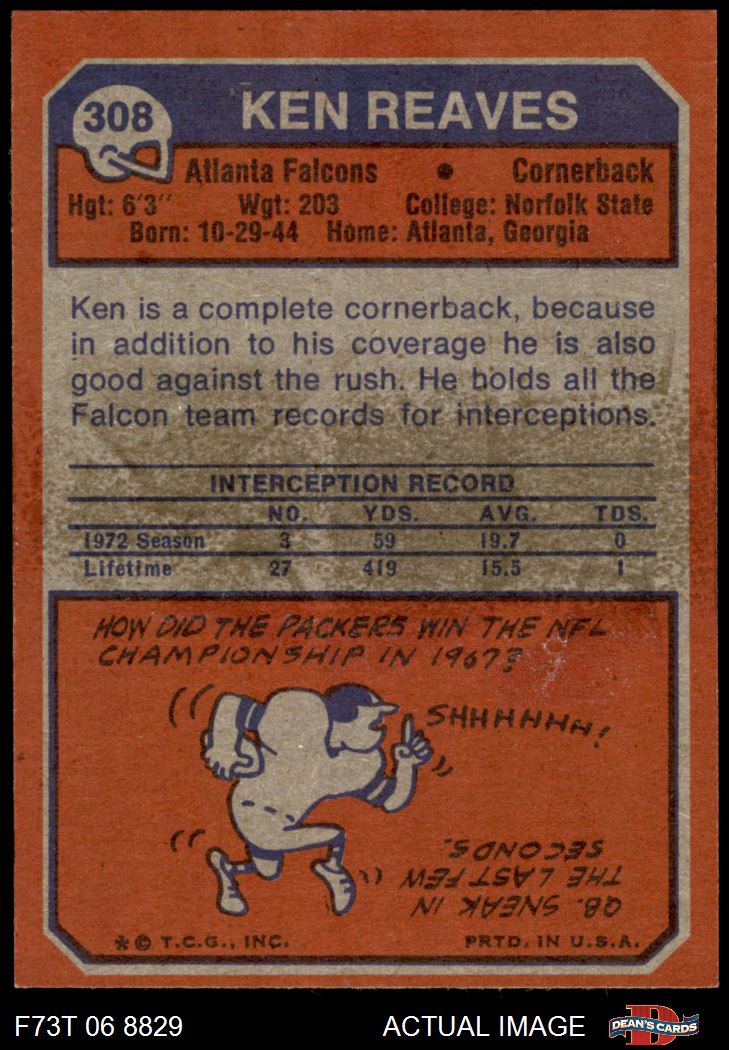 308
KEN REAVES
Atlanta Falcons • Cornerback
Hgt: 6'3" Wgt: 203 College: Norfolk State
Born: 10-29-44 Home: Atlanta, Georgia
Ken is a complete cornerback, because
in addition to his coverage he is also
good against the rush. He holds all the
Falcon team records for interceptions.
INTERCEPTION RECORD
NO. YDS. AVG. TDS.
1972 Season 3 59 19.7 0
Lifetime 27 419 15.5 1
HOW DID THE PACKERS WIN THE NFL
CHAMPIONSHIP IN 1967?
SHHHHHH!
QB. SNEAK IN
THE LAST FEW
SECONDS.
*© T.C.G., INC. PRTD. IN U.S.A.
F73T 06 8829 ACTUAL IMAGE
D
DEAN'S CARDS